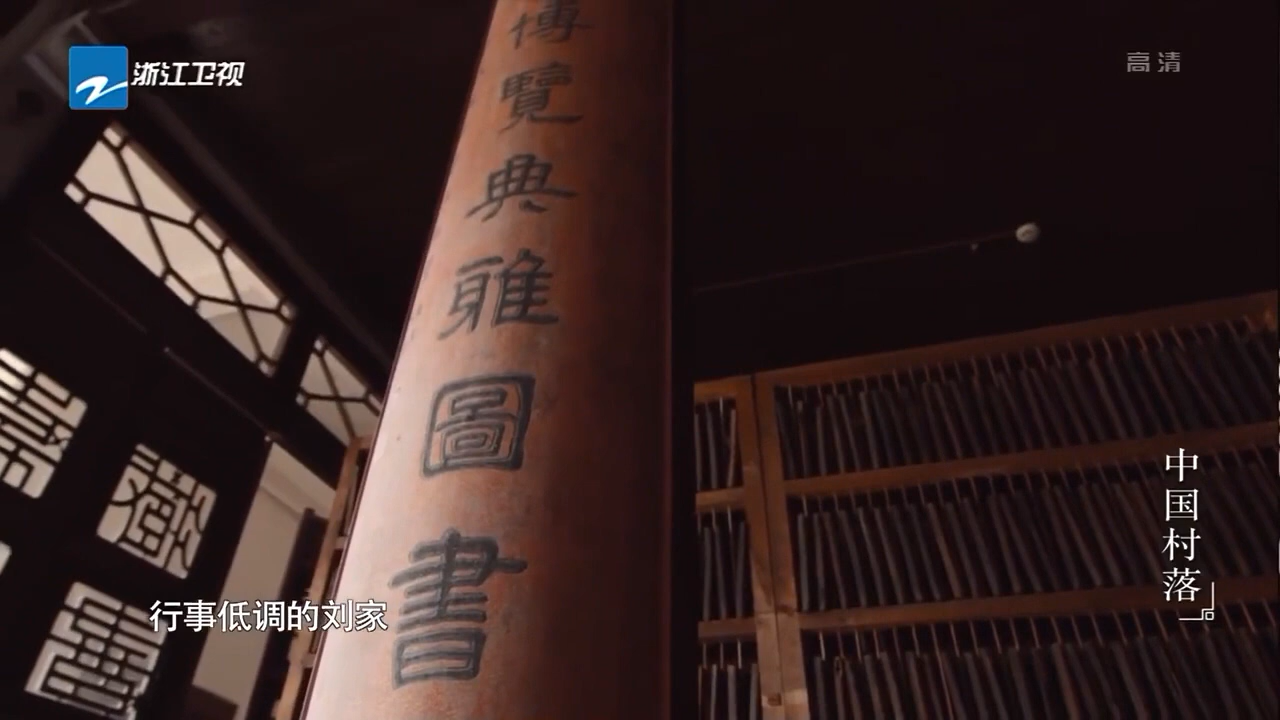 浙江卫视
高清
博覽典雅圖書
中国村落
行事低调的刘家